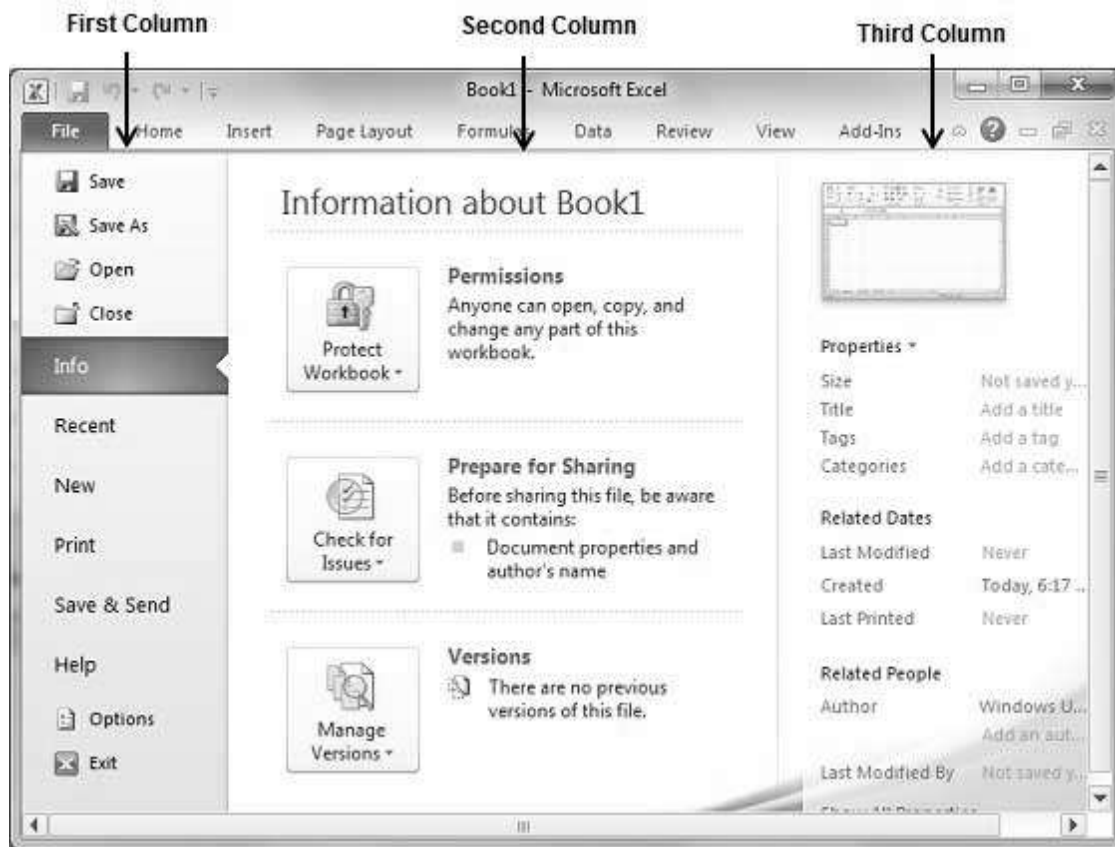 First Column
Second Column
Third Column
Book1 - Microsoft Excel
File Home Insert Page Layout Formulas Data Review View Add-Ins
Save
Save As
Open
Close
Info
Recent
New
Print
Save & Send
Help
Options
Exit
Information about Book1
Protect
Workbook
Permissions
Anyone can open, copy, and
change any part of this
workbook.
Check for
Issues
Prepare for Sharing
Before sharing this file, be aware
that it contains:
Document properties and
author's name
Manage
Versions
Versions
There are no previous
versions of this file.
Properties
Size Not saved y...
Title Add a title
Tags Add a tag
Categories Add a cate...
Related Dates
Last Modified Never
Created Today, 6:17 ...
Last Printed Never
Related People
Author Windows U...
Add an aut...
Last Modified By Not saved y...